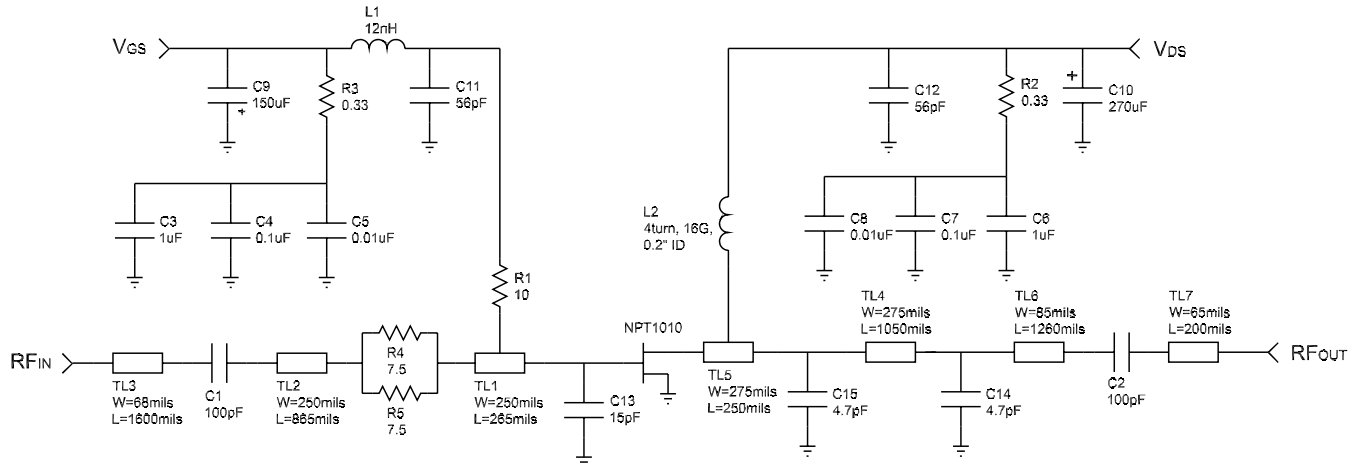 L1
12nH
VGS
VDS
C9
150uF
+
R3
0.33
C11
56pF
C12
56pF
R2
0.33
+
C10
270uF
C3
1uF
C4
0.1uF
C5
0.01uF
L2
4turn, 16G,
0.2" ID
C8
0.01uF
C7
0.1uF
C6
1uF
R1
10
TL4
W=275mils
L=1050mils
TL6
W=85mils
L=1260mils
TL7
W=65mils
L=200mils
NPT1010
RFIN
RFOUT
R4
7.5
TL3
W=68mils
L=1600mils
C1
100pF
TL2
W=250mils
L=865mils
R5
7.5
TL1
W=250mils
L=265mils
C13
15pF
TL5
W=275mils
L=250mils
C15
4.7pF
C14
4.7pF
C2
100pF